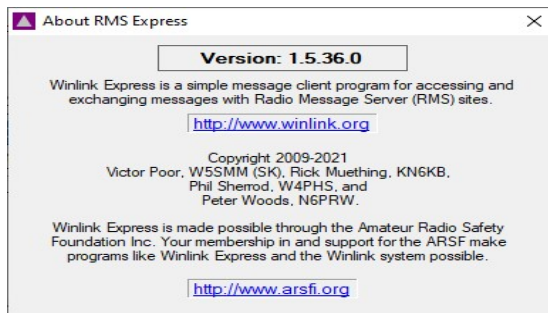 About RMS Express
Version: 1.5.36.0
Winlink Express is a simple message client program for accessing and
exchanging messages with Radio Message Server (RMS) sites.
http://www.winlink.org
Copyright 2009-2021
Victor Poor, W5SMM (SK), Rick Muething, KN6KB,
Phil Sherrod, W4PHS, and
Peter Woods, N6PRW.
Winlink Express is made possible through the Amateur Radio Safety
Foundation Inc. Your membership in and support for the ARSF make
programs like Winlink Express and the Winlink system possible.
http://www.arsfi.org